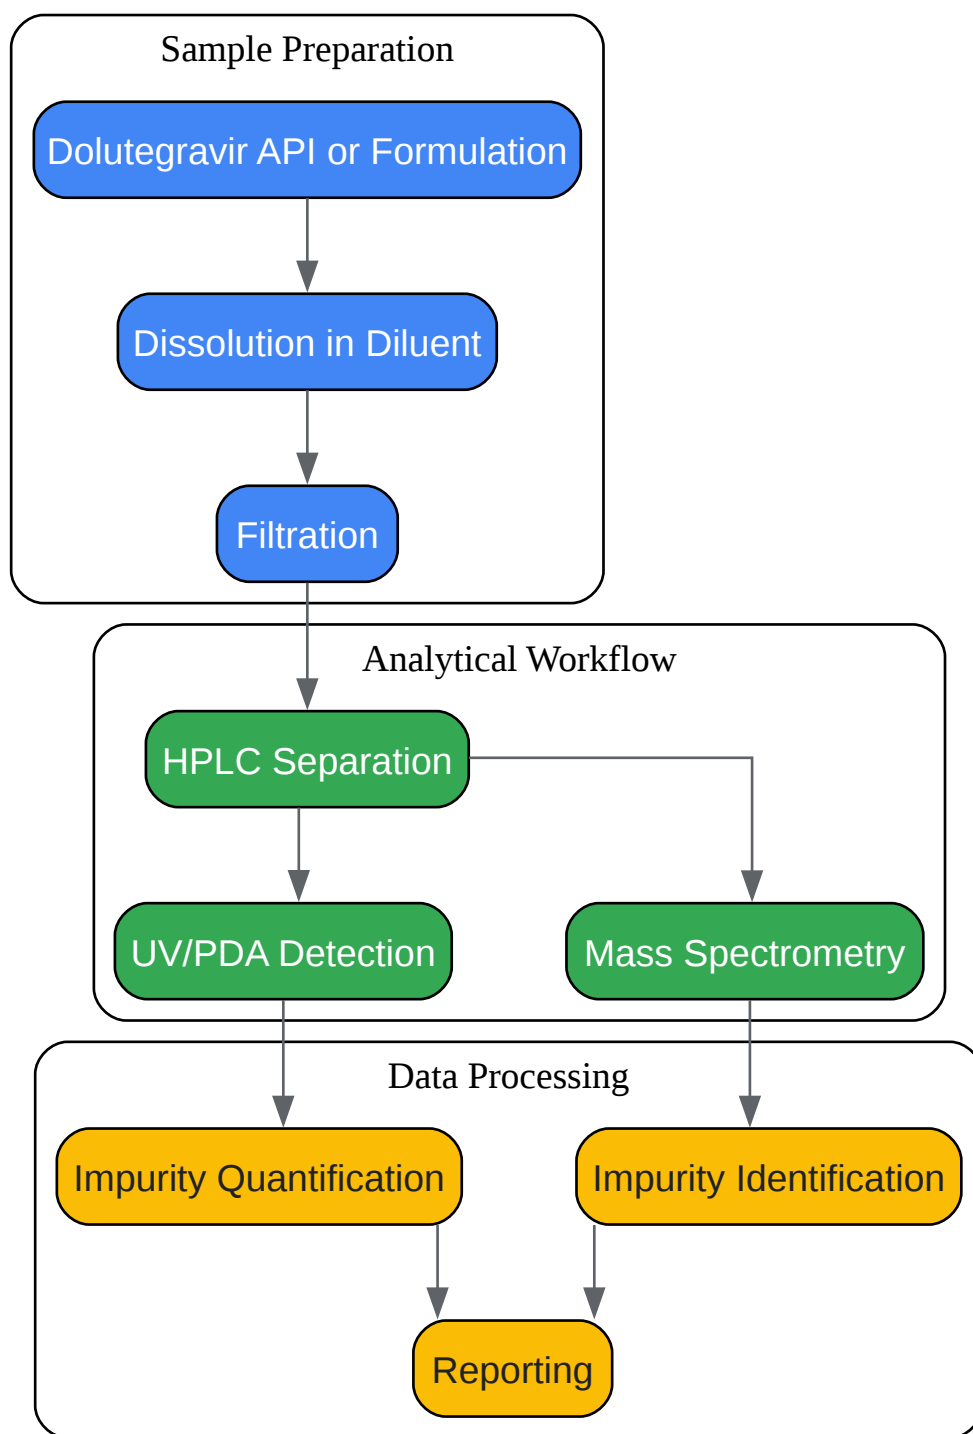 Sample Preparation
Dolutegravir API or Formulation
Dissolution in Diluent
Filtration
Analytical Workflow
HPLC Separation
UV/PDA Detection
Mass Spectrometry
Data Processing
Impurity Quantification
Impurity Identification
Reporting